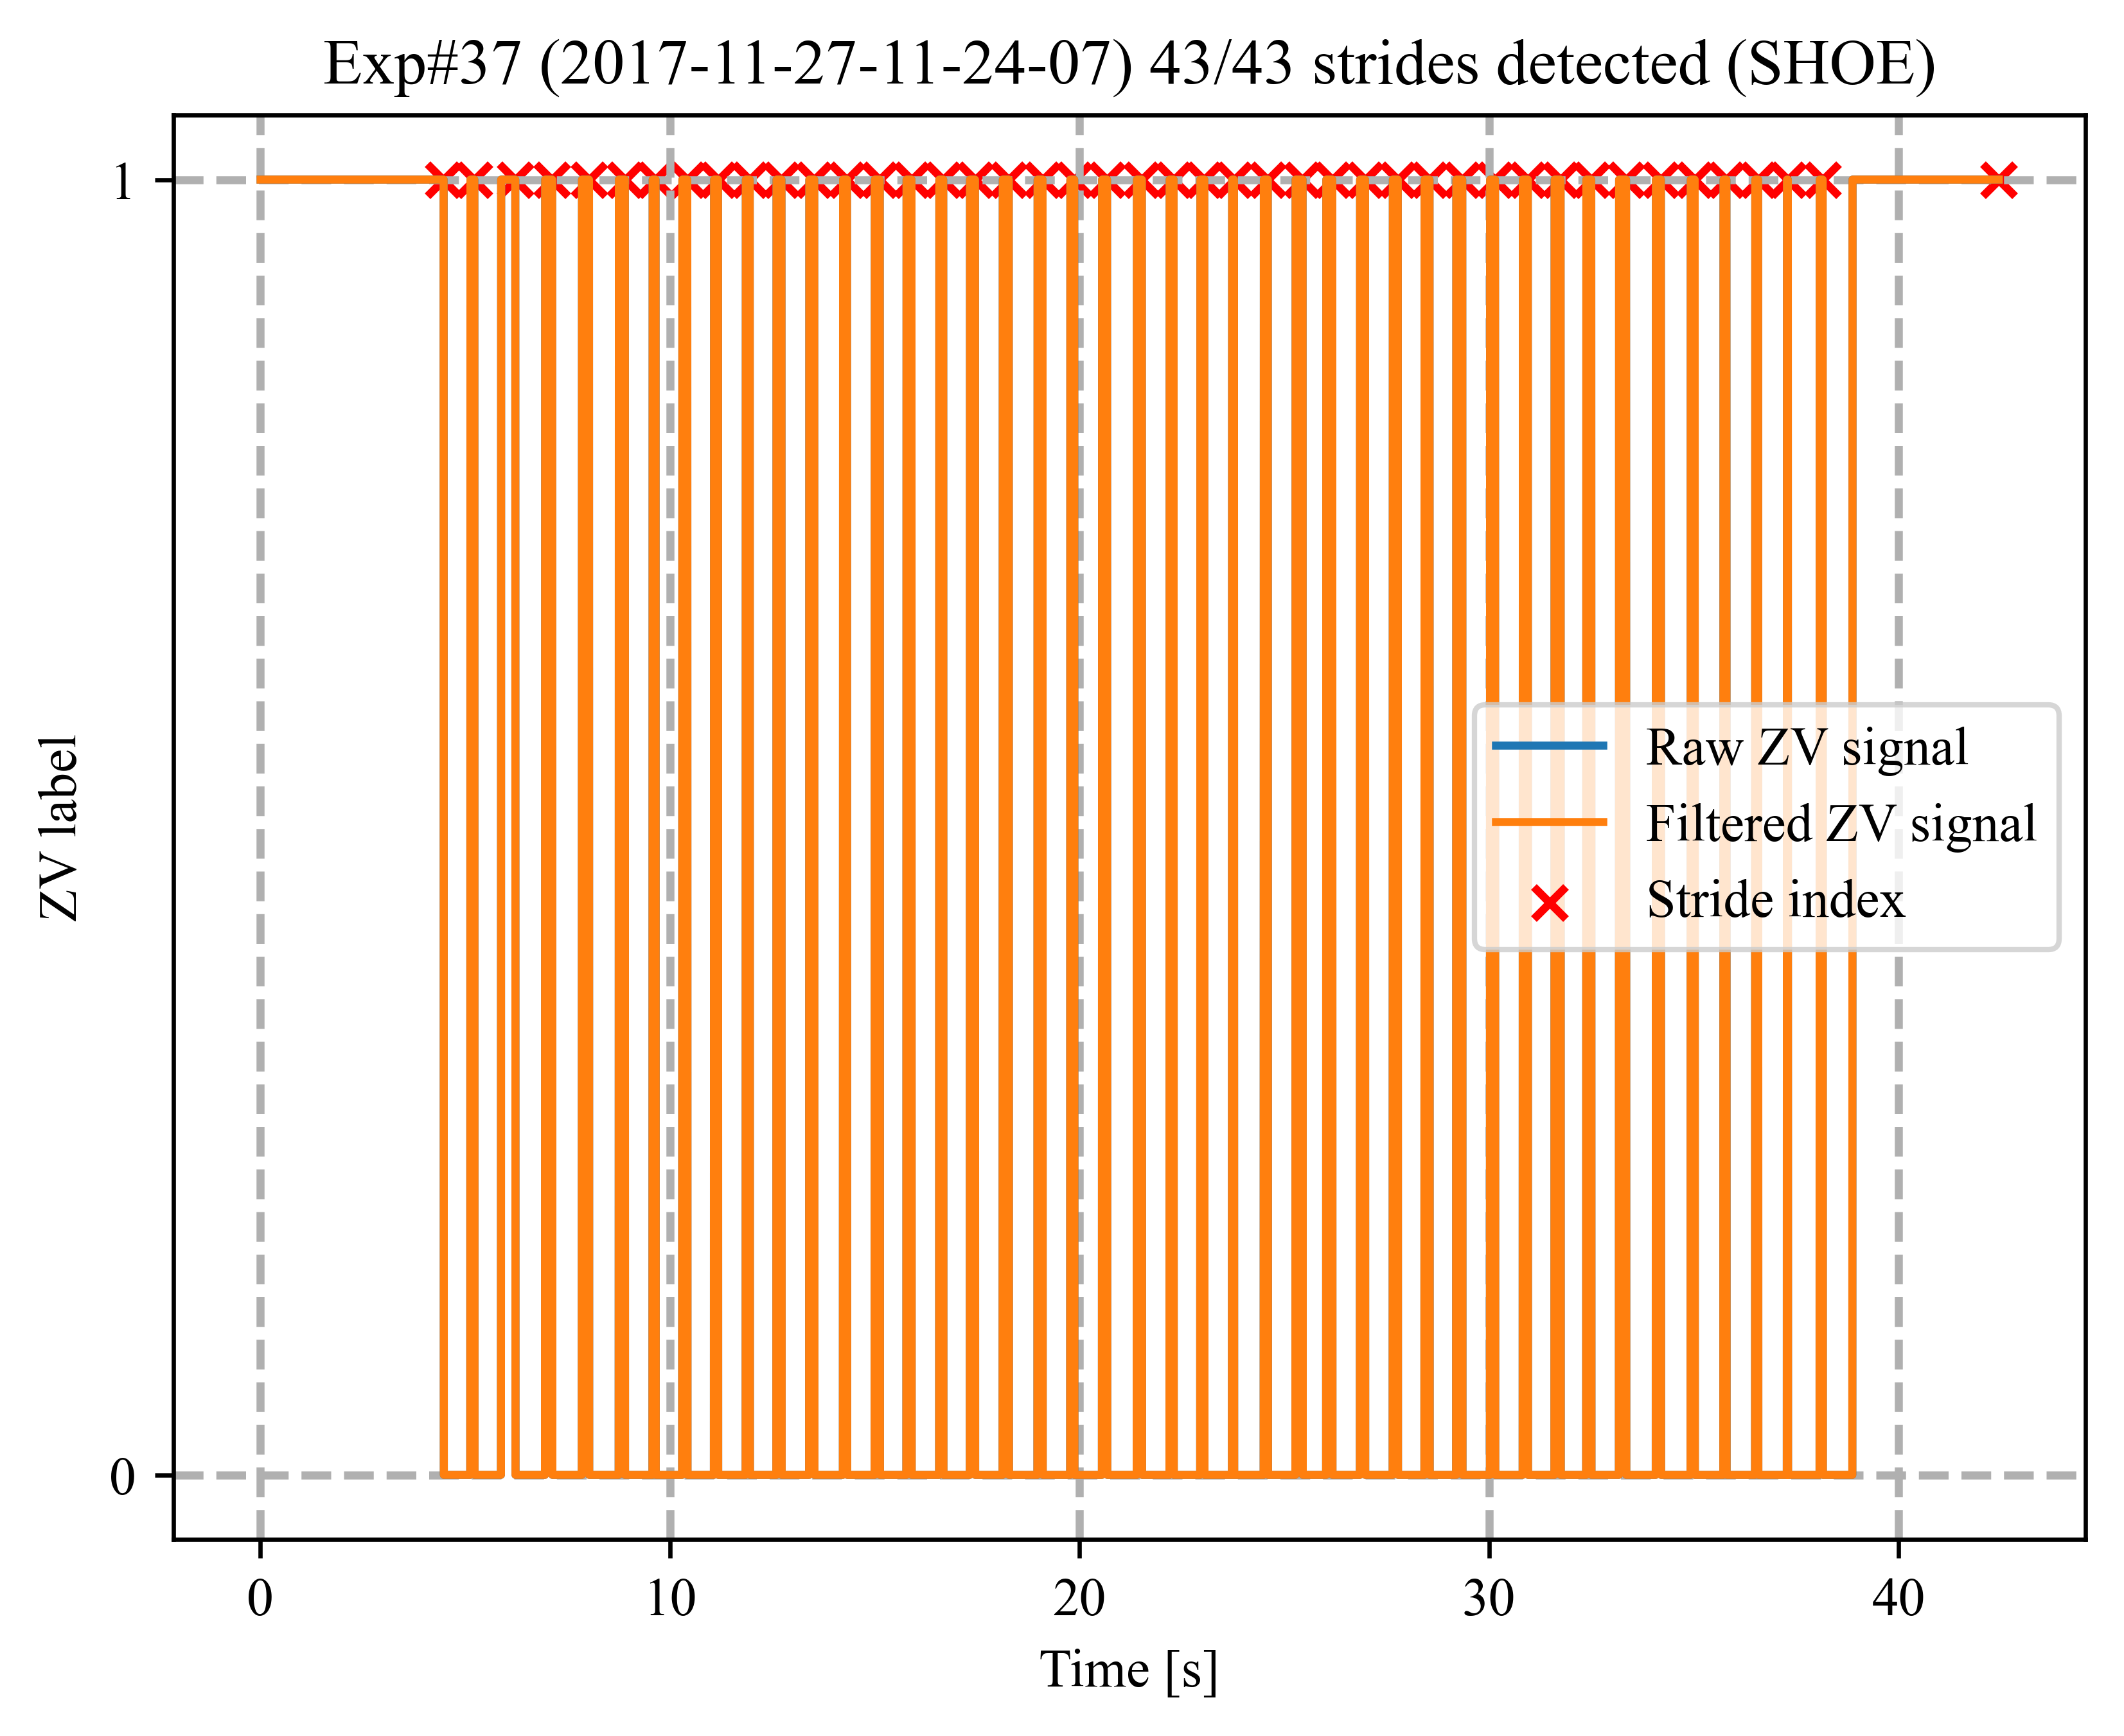 Exp#37 (2017-11-27-11-24-07) 43/43 strides detected (SHOE)
1
ZV label
Raw ZV signal
Filtered ZV signal
Stride index
0
0 10 20 30 40
Time [s]